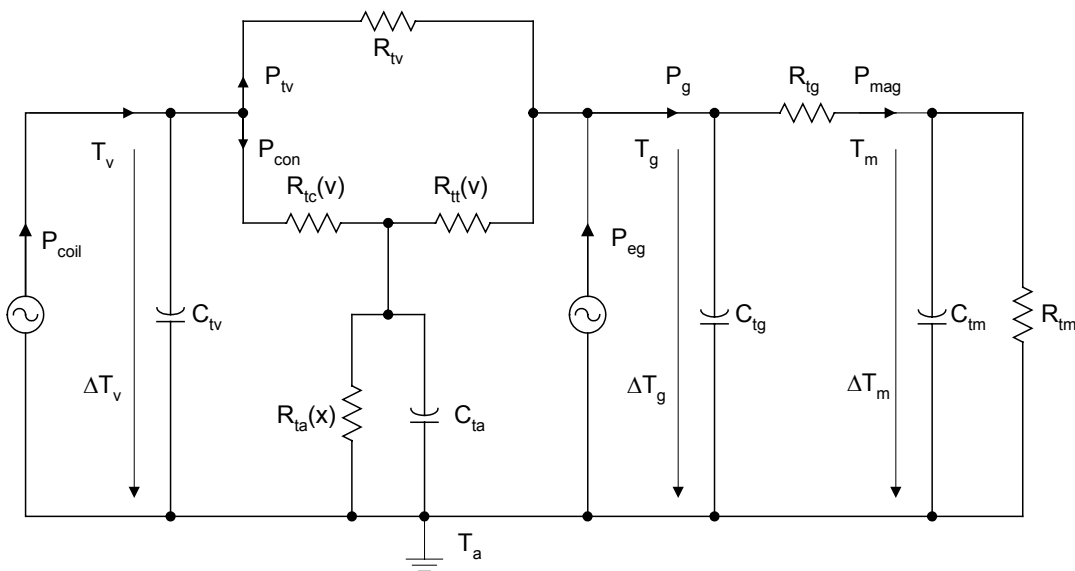 R_tv
P_tv
P_g
R_tg
P_mag
T_v
P_con
T_g
T_m
R_tc(v)
R_tt(v)
P_coil
P_eg
C_tv
C_tg
C_tm
R_tm
ΔT_v
R_ta(x)
C_ta
ΔT_g
ΔT_m
T_a